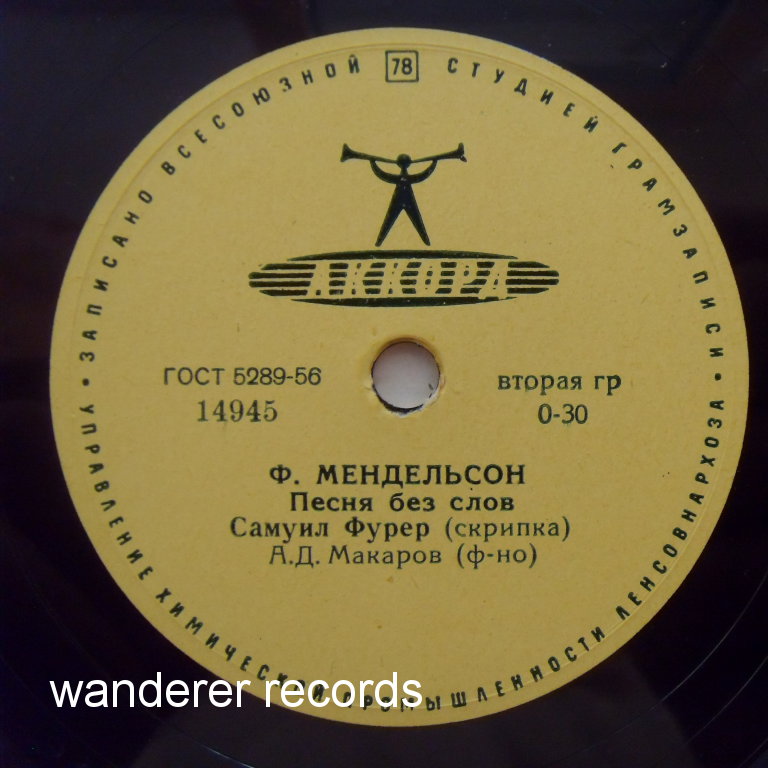 ЗАПИСАНО ВСЕСОЮЗНОЙ 78 СТУДИЕЙ ГРАМЗАПИСИ
АККОРД
ГОСТ 5289-56
14945
вторая гр
0-30
Ф. МЕНДЕЛЬСОН
Песня без слов
Самуил Фурер (скрипка)
А.Д. Макаров (ф-но)
• УПРАВЛЕНИЕ ХИМИЧЕСКОЙ ПРОМЫШЛЕННОСТИ ЛЕНСОВНАРХОЗА •
wanderer records